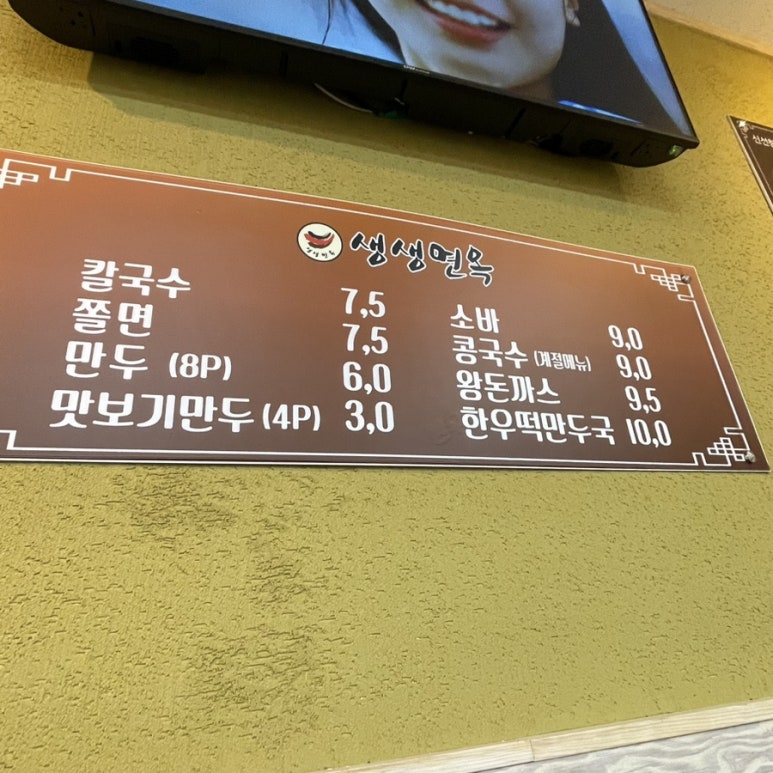 생생면옥
칼국수 7,5
쫄면 7,5
만두 (8P) 6,0
맛보기만두 (4P) 3,0
소바 9,0
콩국수 (계절메뉴) 9,0
왕돈까스 9,5
한우떡만두국 10,0